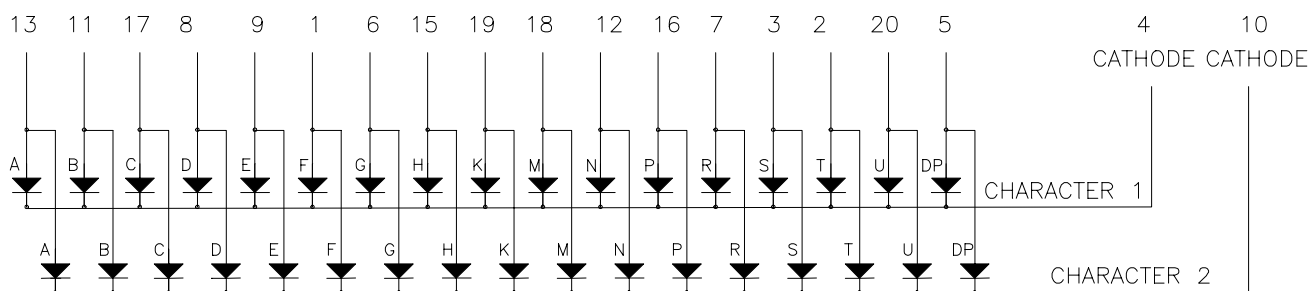 13 11 17 8 9 1 6 15 19 18 12 16 7 3 2 20 5 4 10
CATHODE CATHODE
A B C D E F G H K M N P R S T U DP
CHARACTER 1
A B C D E F G H K M N P R S T U DP
CHARACTER 2